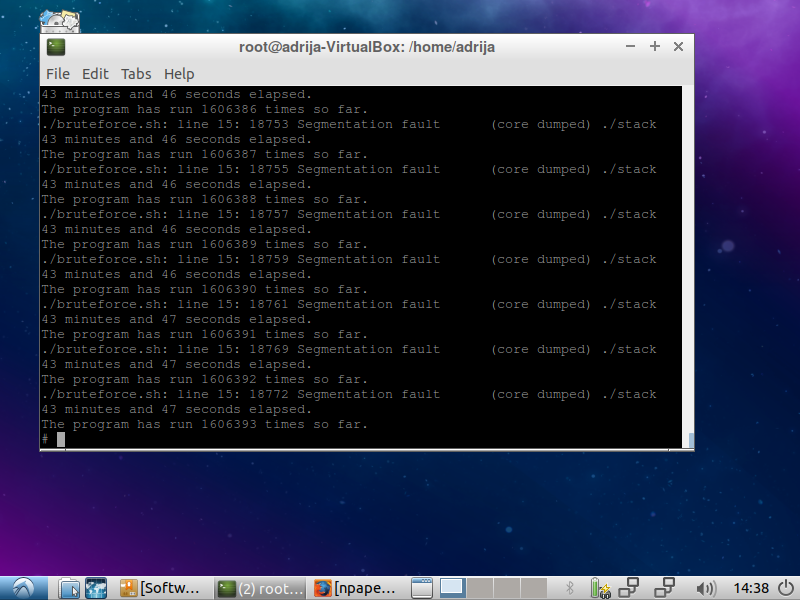 root@adrija-VirtualBox: /home/adrija
File Edit Tabs Help
43 minutes and 46 seconds elapsed.
The program has run 1606386 times so far.
./bruteforce.sh: line 15: 18753 Segmentation fault (core dumped) ./stack
43 minutes and 46 seconds elapsed.
The program has run 1606387 times so far.
./bruteforce.sh: line 15: 18755 Segmentation fault (core dumped) ./stack
43 minutes and 46 seconds elapsed.
The program has run 1606388 times so far.
./bruteforce.sh: line 15: 18757 Segmentation fault (core dumped) ./stack
43 minutes and 46 seconds elapsed.
The program has run 1606389 times so far.
./bruteforce.sh: line 15: 18759 Segmentation fault (core dumped) ./stack
43 minutes and 46 seconds elapsed.
The program has run 1606390 times so far.
./bruteforce.sh: line 15: 18761 Segmentation fault (core dumped) ./stack
43 minutes and 47 seconds elapsed.
The program has run 1606391 times so far.
./bruteforce.sh: line 15: 18769 Segmentation fault (core dumped) ./stack
43 minutes and 47 seconds elapsed.
The program has run 1606392 times so far.
./bruteforce.sh: line 15: 18772 Segmentation fault (core dumped) ./stack
43 minutes and 47 seconds elapsed.
The program has run 1606393 times so far.
#
[Softw... (2) root... [npape... 14:38